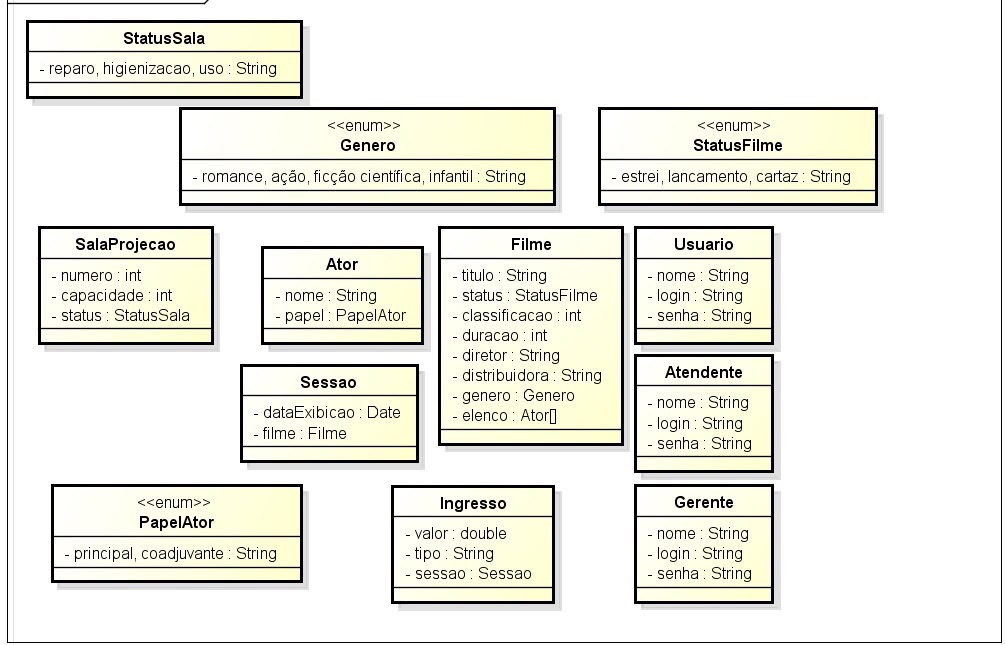 StatusSala
- reparo, higienizacao, uso : String
<<enum>>
Genero
- romance, ação, ficção científica, infantil : String
<<enum>>
StatusFilme
- estrei, lancamento, cartaz : String
SalaProjecao
- numero : int
- capacidade : int
- status : StatusSala
Ator
- nome : String
- papel : PapelAtor
Filme
- titulo : String
- status : StatusFilme
- classificacao : int
- duracao : int
- diretor : String
- distribuidora : String
- genero : Genero
- elenco : Ator[]
Usuario
- nome : String
- login : String
- senha : String
Sessao
- dataExibicao : Date
- filme : Filme
Atendente
- nome : String
- login : String
- senha : String
<<enum>>
PapelAtor
- principal, coadjuvante : String
Ingresso
- valor : double
- tipo : String
- sessao : Sessao
Gerente
- nome : String
- login : String
- senha : String